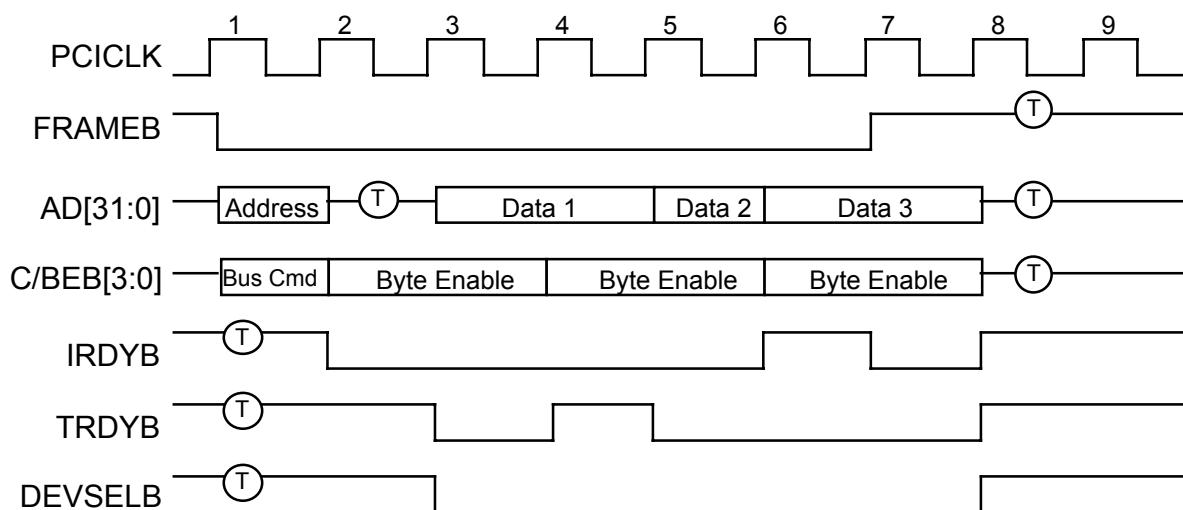 1 2 3 4 5 6 7 8 9
PCICLK
FRAMEB T
AD[31:0] Address T Data 1 Data 2 Data 3 T
C/BEB[3:0] Bus Cmd Byte Enable Byte Enable Byte Enable T
IRDYB T
TRDYB T
DEVSELB T